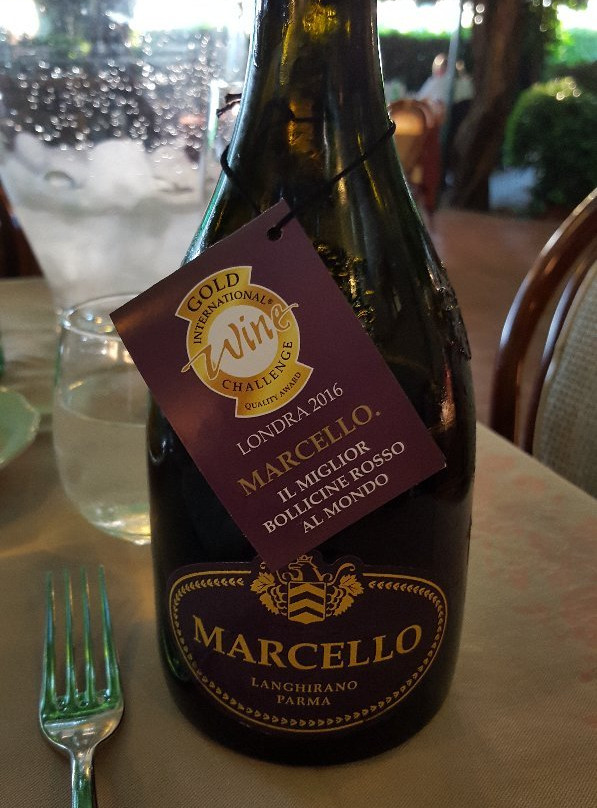 GOLD
INTERNATIONAL®
Wine
CHALLENGE
QUALITY AWARD
LONDRA 2016
MARCELLO.
IL MIGLIOR
BOLLICINE ROSSO
AL MONDO
MARCELLO
LANGHIRANO
PARMA